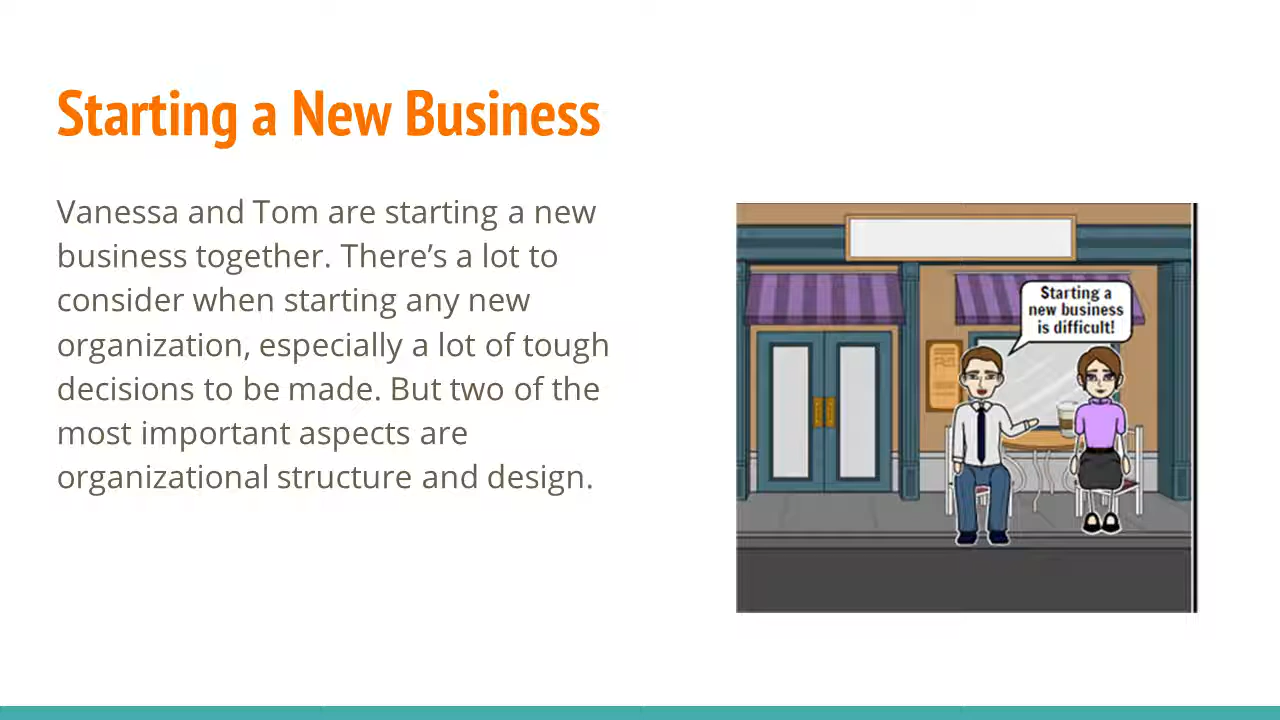 Starting a New Business
Vanessa and Tom are starting a new
business together. There’s a lot to
consider when starting any new
organization, especially a lot of tough
decisions to be made. But two of the
most important aspects are
organizational structure and design.
Starting a
new business
is difficult!